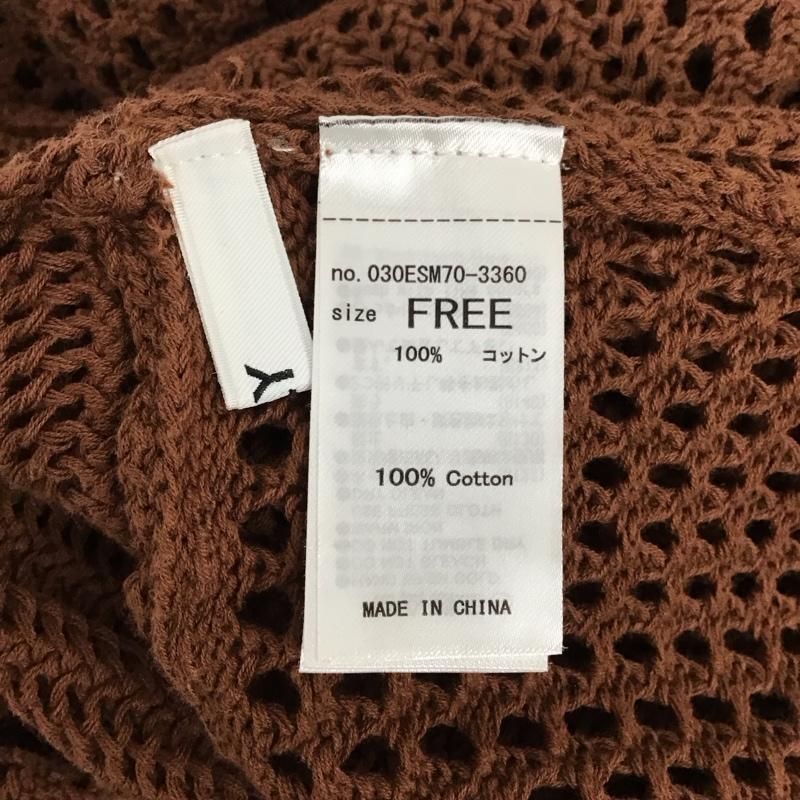 no. 030ESM70-3360
size FREE
100% コットン
100% Cotton
MADE IN CHINA
Y